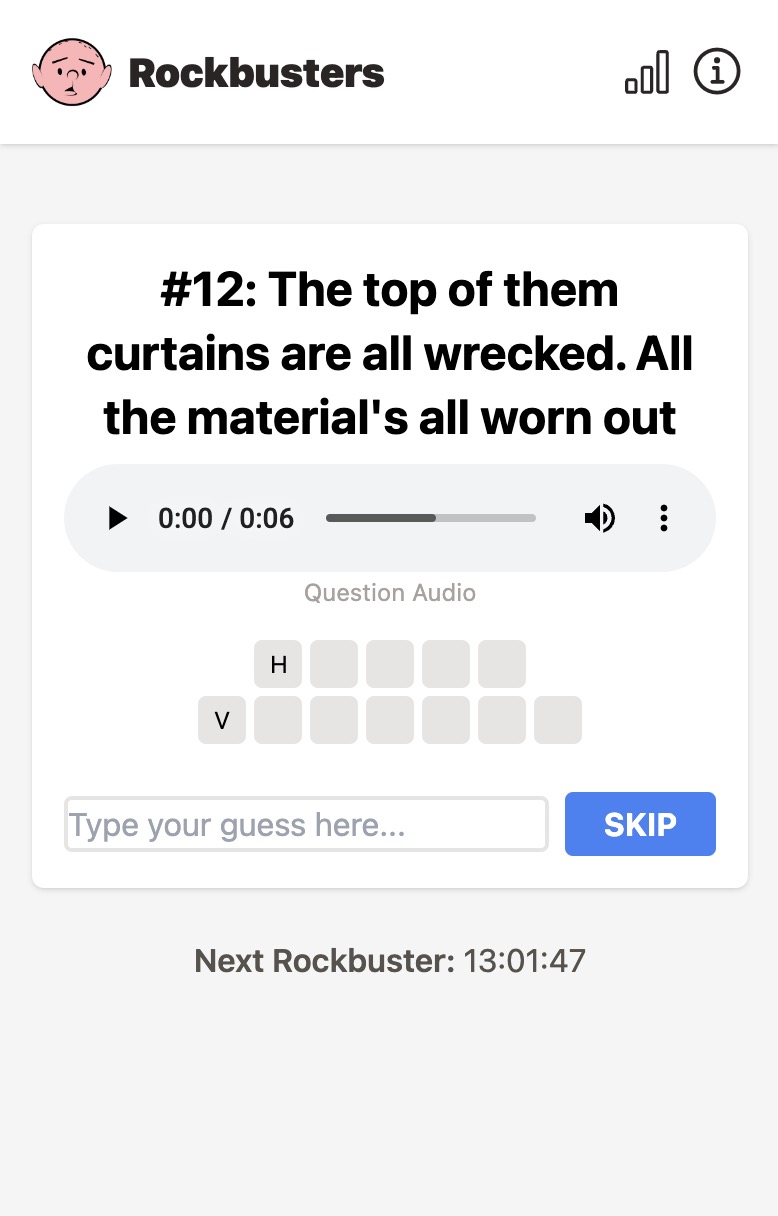 Rockbusters
#12: The top of them
curtains are all wrecked. All
the material's all worn out
0:00 / 0:06
Question Audio
H
V
Type your guess here...
SKIP
Next Rockbuster: 13:01:47